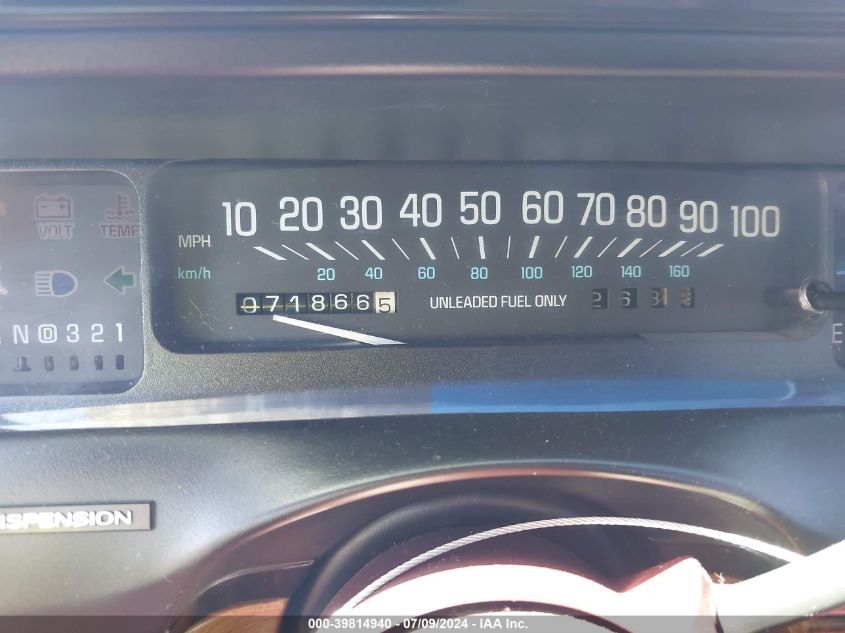 10 20 30 40 50 60 70 80 90 100
MPH
km/h
20 40 60 80 100 120 140 160
0718665
UNLEADED FUEL ONLY
VOLT TEMP
N D 3 2 1
E
SPENSION
000-39814940 - 07/09/2024 - IAA Inc.